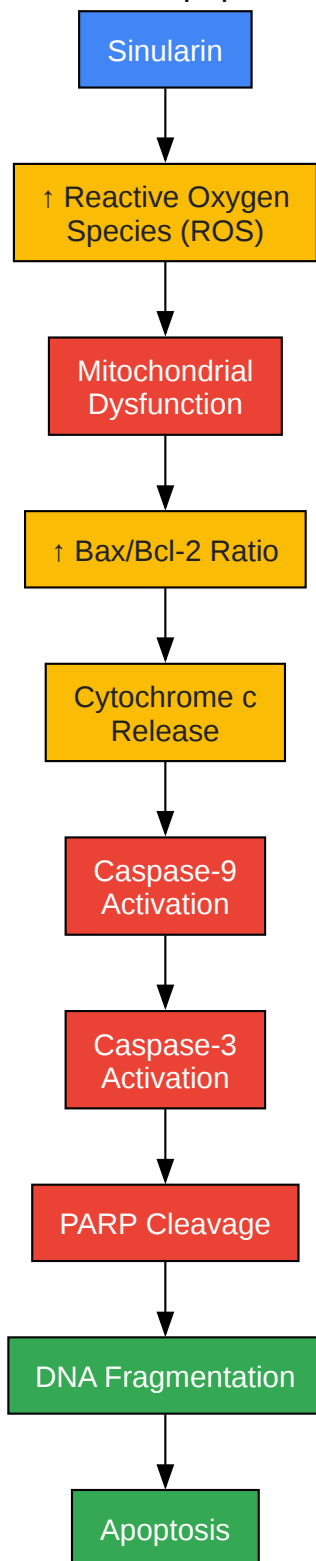 Sinularin
↑ Reactive Oxygen
Species (ROS)
Mitochondrial
Dysfunction
↑ Bax/Bcl-2 Ratio
Cytochrome c
Release
Caspase-9
Activation
Caspase-3
Activation
PARP Cleavage
DNA Fragmentation
Apoptosis